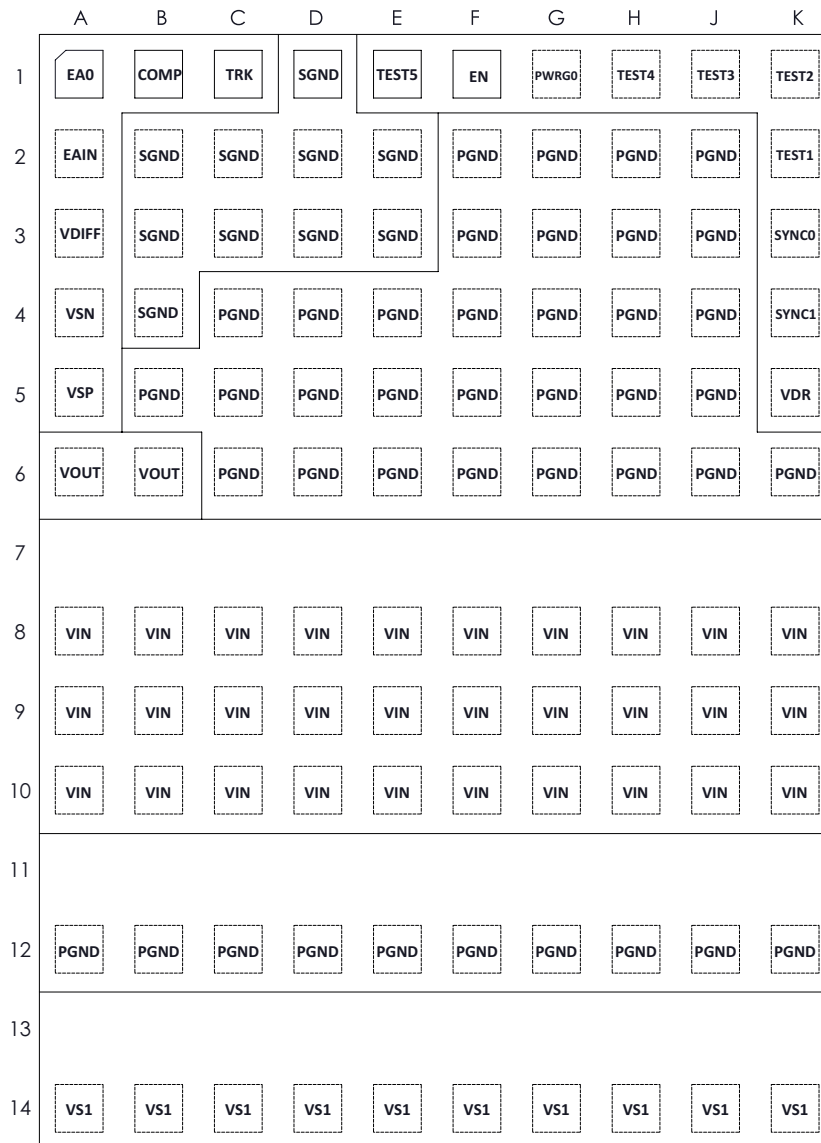 A B C D E F G H J K
1 EA0 COMP TRK SGND TEST5 EN PWRG0 TEST4 TEST3 TEST2
2 EAIN SGND SGND SGND SGND PGND PGND PGND PGND TEST1
3 VDIFF SGND SGND SGND SGND PGND PGND PGND PGND SYNC0
4 VSN SGND PGND PGND PGND PGND PGND PGND PGND SYNC1
5 VSP PGND PGND PGND PGND PGND PGND PGND PGND VDR
6 VOUT VOUT PGND PGND PGND PGND PGND PGND PGND PGND
7
8 VIN VIN VIN VIN VIN VIN VIN VIN VIN VIN
9 VIN VIN VIN VIN VIN VIN VIN VIN VIN VIN
10 VIN VIN VIN VIN VIN VIN VIN VIN VIN VIN
11
12 PGND PGND PGND PGND PGND PGND PGND PGND PGND PGND
13
14 VS1 VS1 VS1 VS1 VS1 VS1 VS1 VS1 VS1 VS1